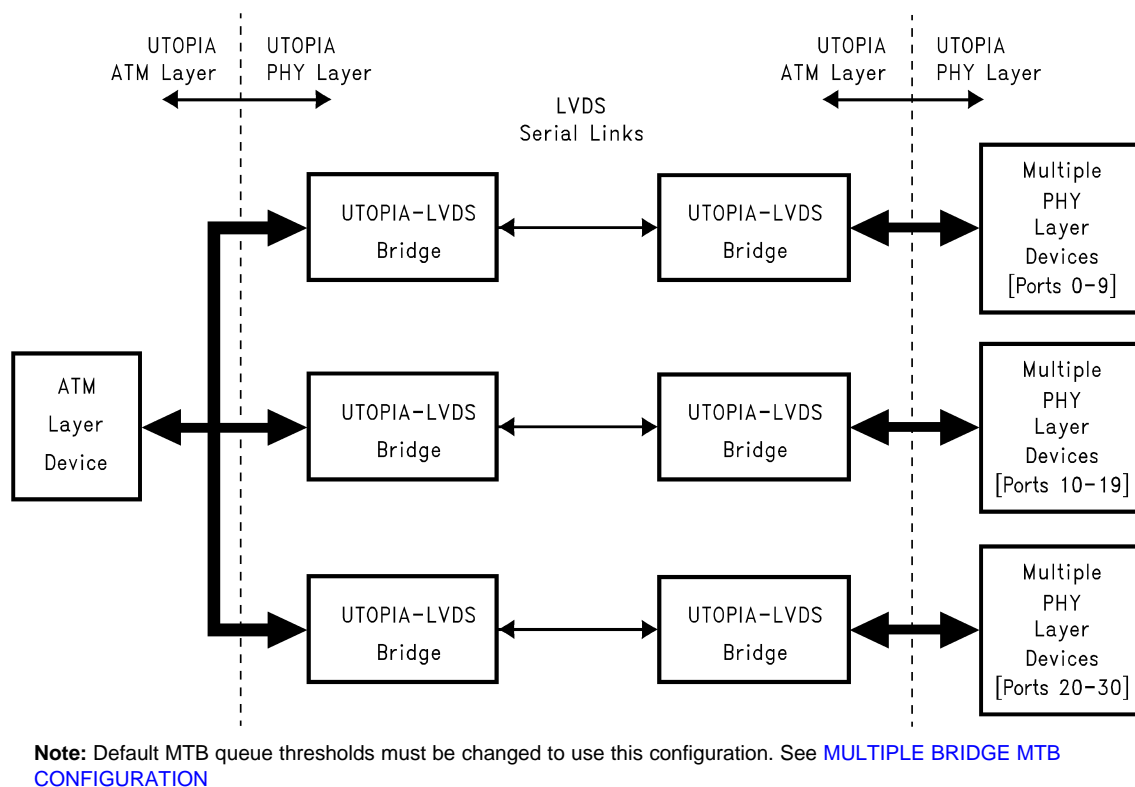 UTOPIA
ATM Layer
UTOPIA
PHY Layer
UTOPIA
ATM Layer
UTOPIA
PHY Layer
LVDS
Serial Links
UTOPIA-LVDS
Bridge
UTOPIA-LVDS
Bridge
Multiple
PHY
Layer
Devices
[Ports 0-9]
ATM
Layer
Device
UTOPIA-LVDS
Bridge
UTOPIA-LVDS
Bridge
Multiple
PHY
Layer
Devices
[Ports 10-19]
UTOPIA-LVDS
Bridge
UTOPIA-LVDS
Bridge
Multiple
PHY
Layer
Devices
[Ports 20-30]
Note: Default MTB queue thresholds must be changed to use this configuration. See MULTIPLE BRIDGE MTB
CONFIGURATION